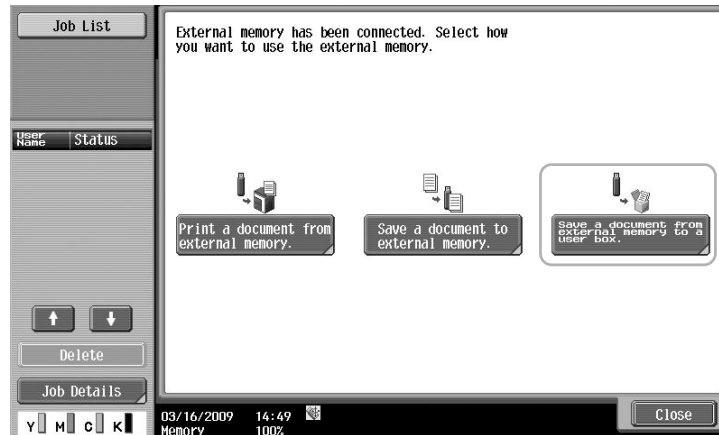 Job List
External memory has been connected. Select how
you want to use the external memory.
User
Name
Status
Print a document from
external memory.
Save a document to
external memory.
Save a document from
external memory to a
user box.
Delete
Job Details
Close
Y M C K
03/16/2009 14:49
Memory 100%